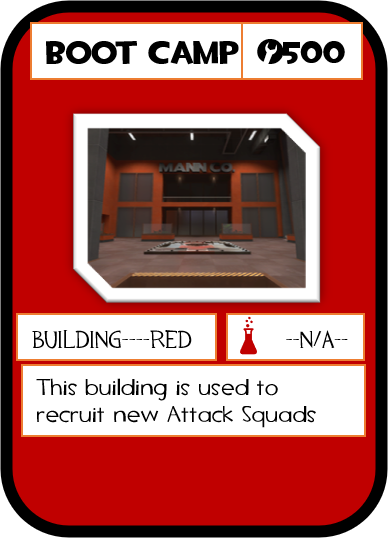 BOOT CAMP 500
MANN CO.
BUILDING----RED --N/A--
This building is used to
recruit new Attack Squads